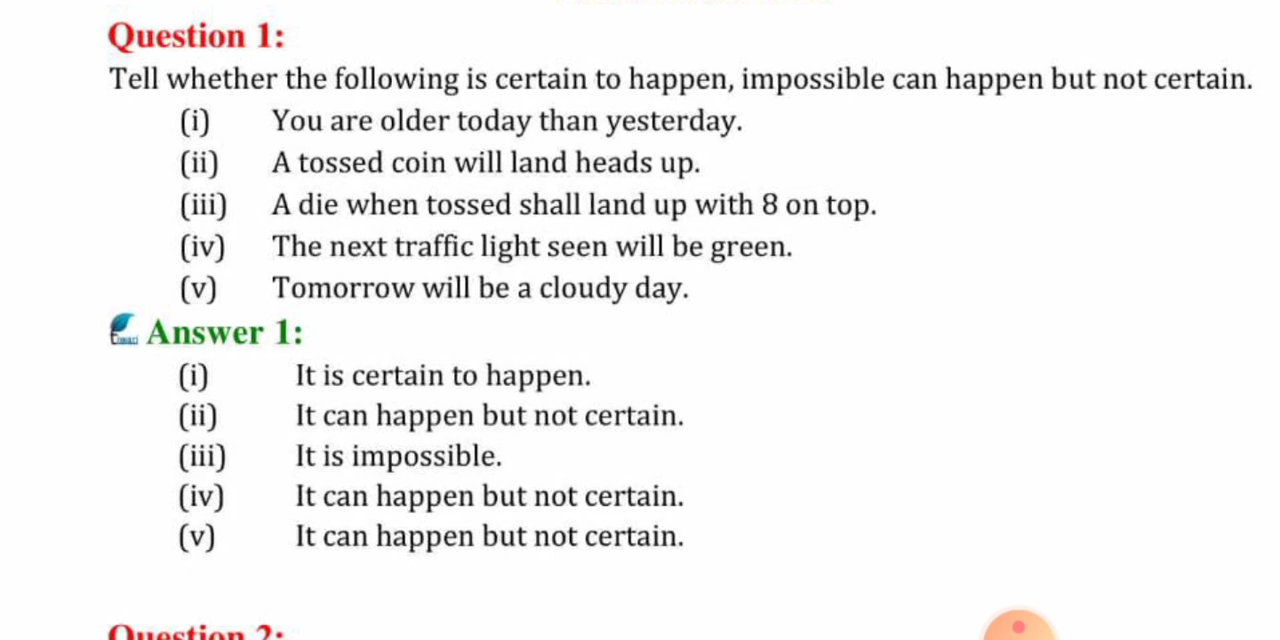 Question 1:
Tell whether the following is certain to happen, impossible can happen but not certain.
(i) You are older today than yesterday.
(ii) A tossed coin will land heads up.
(iii) A die when tossed shall land up with 8 on top.
(iv) The next traffic light seen will be green.
(v) Tomorrow will be a cloudy day.
Answer 1:
(i) It is certain to happen.
(ii) It can happen but not certain.
(iii) It is impossible.
(iv) It can happen but not certain.
(v) It can happen but not certain.
Question 2: